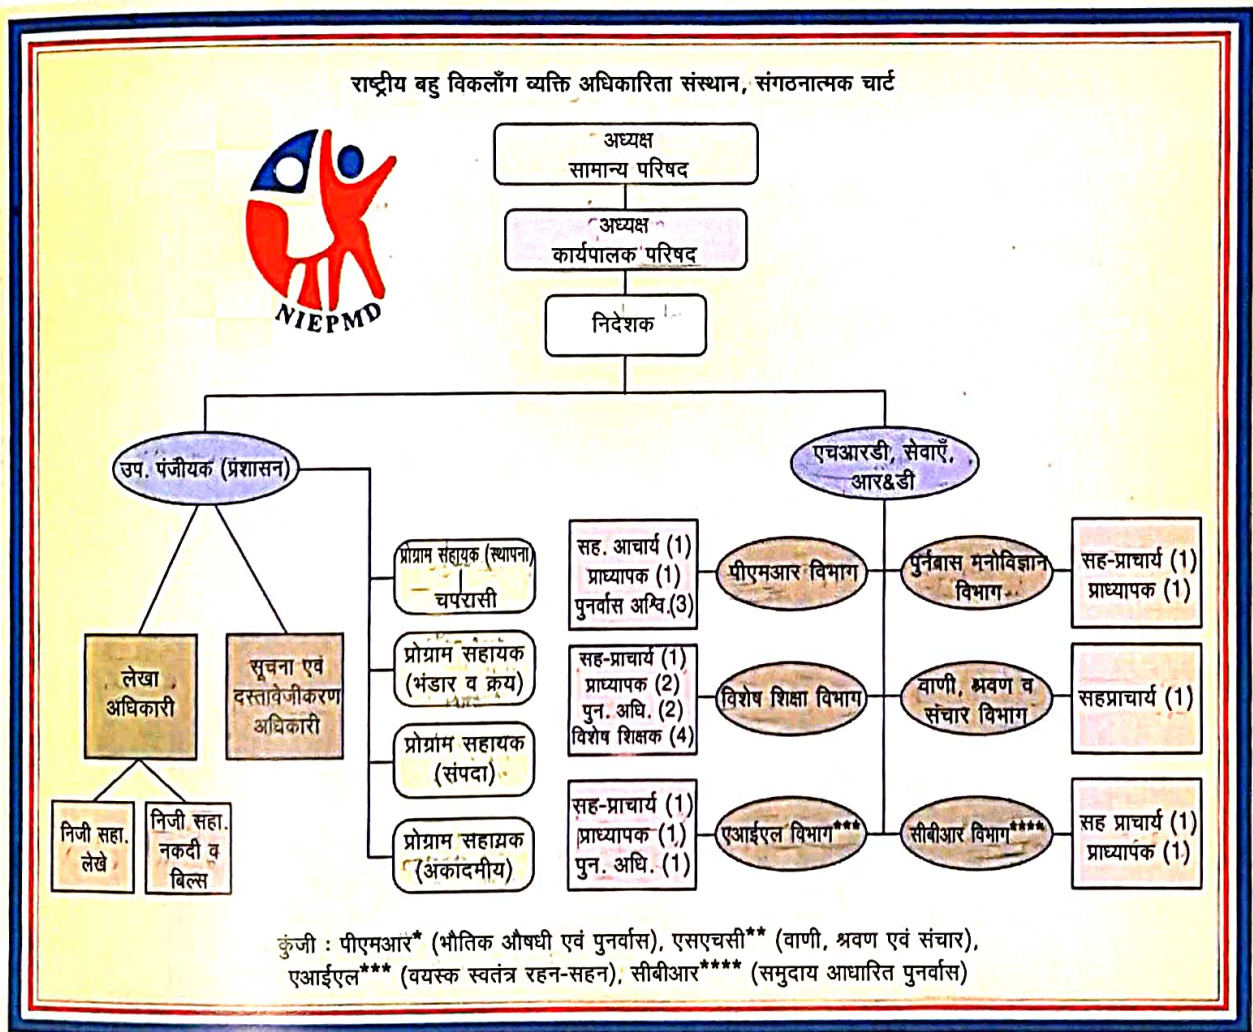 राष्ट्रीय बहु विकलाँग व्यक्ति अधिकारिता संस्थान, संगठनात्मक चार्ट
NIEPMD
अध्यक्ष
सामान्य परिषद
अध्यक्ष
कार्यपालक परिषद
निदेशक
उप. पंजीयक (प्रशासन)
एचआरडी, सेवाएँ,
आर&डी
प्रोग्राम सहायक (स्थापना)
चपरासी
प्रोग्राम सहायक
(भंडार व क्रय)
प्रोग्राम सहायक
(संपदा)
प्रोग्राम सहायक
(अकादमीय)
लेखा
अधिकारी
सूचना एवं
दस्तावेजीकरण
अधिकारी
निजी सहा.
लेखे
निजी सहा.
नकदी व
बिल्स
सह. आचार्य (1)
प्राध्यापक (1)
पुनर्वास अश्वि.(3)
पीएमआर विभाग
पुर्नबास मनोविज्ञान
विभाग
सह-प्राचार्य (1)
प्राध्यापक (1)
सह-प्राचार्य (1)
प्राध्यापक (2)
पुन. अधि. (2)
विशेष शिक्षक (4)
विशेष शिक्षा विभाग
वाणी, श्रवण व
संचार विभाग
सहप्राचार्य (1)
सह-प्राचार्य (1)
प्राध्यापक (1)
पुन. अधि. (1)
एआईएल विभाग***
सीबीआर विभाग****
सह प्राचार्य (1)
प्राध्यापक (1)
कुंजी : पीएमआर* (भौतिक औषधी एवं पुनर्वास), एसएचसी** (वाणी, श्रवण एवं संचार),
एआईएल*** (वयस्क स्वतंत्र रहन-सहन), सीबीआर**** (समुदाय आधारित पुनर्वास)